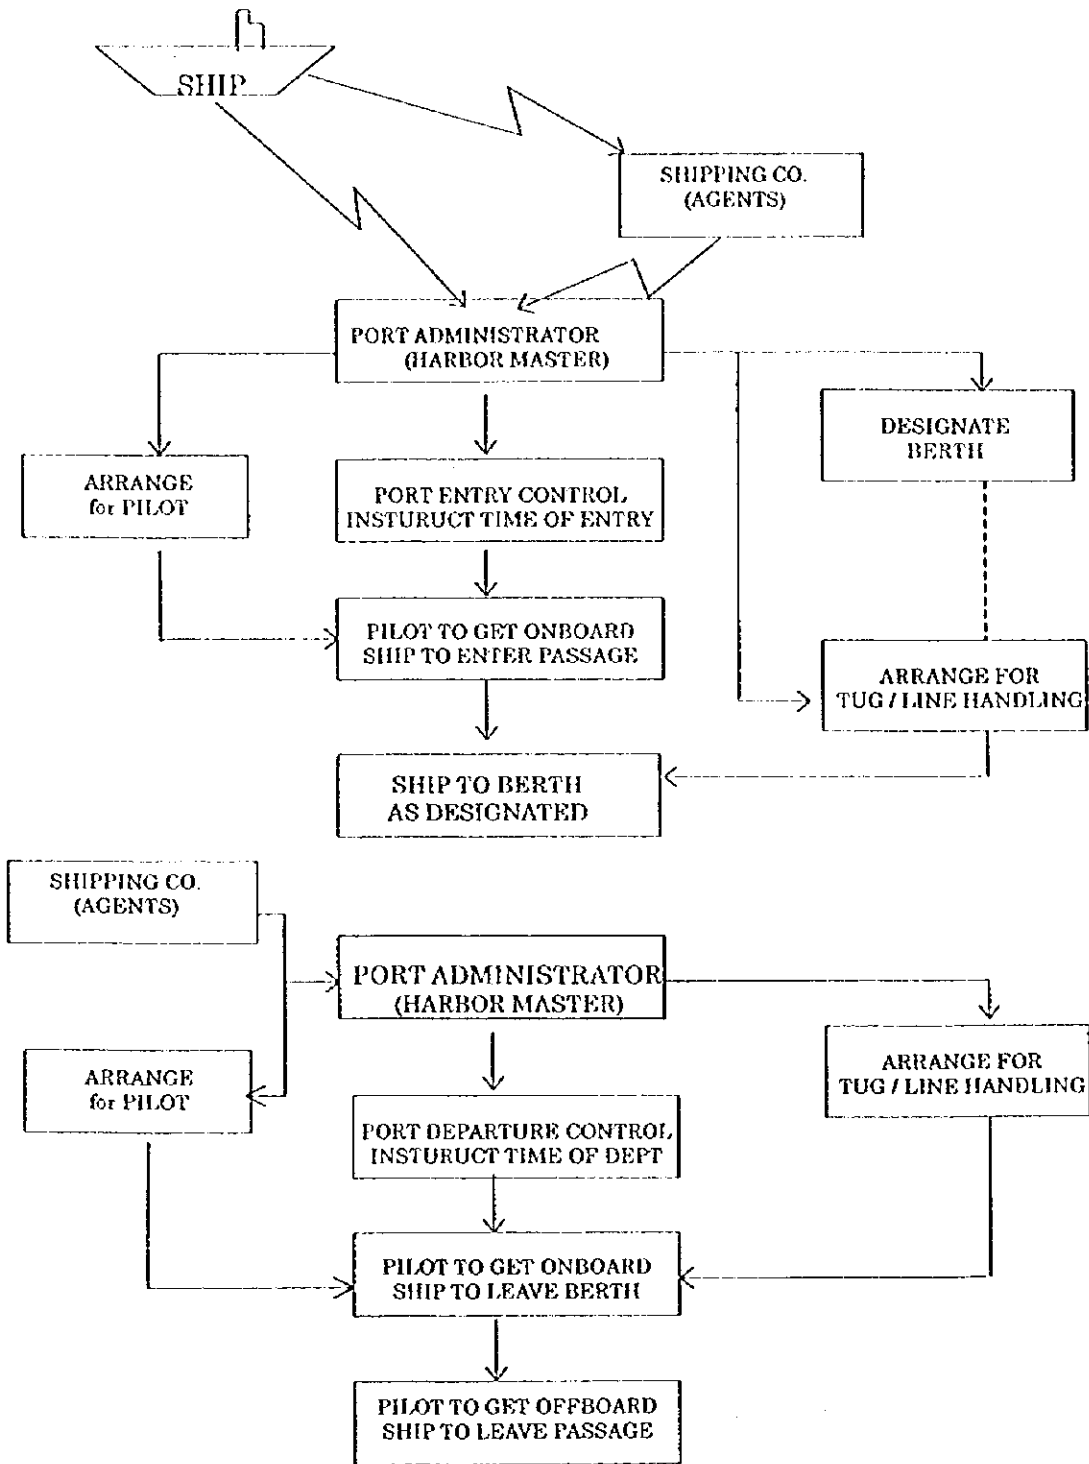 SHIP
SHIPPING CO.
(AGENTS)
PORT ADMINISTRATOR
(HARBOR MASTER)
DESIGNATE
BERTH
ARRANGE
for PILOT
PORT ENTRY CONTROL
INSTURUCT TIME OF ENTRY
PILOT TO GET ONBOARD
SHIP TO ENTER PASSAGE
ARRANGE FOR
TUG / LINE HANDLING
SHIP TO BERTH
AS DESIGNATED
SHIPPING CO.
(AGENTS)
PORT ADMINISTRATOR
(HARBOR MASTER)
ARRANGE
for PILOT
ARRANGE FOR
TUG / LINE HANDLING
PORT DEPARTURE CONTROL
INSTURUCT TIME OF DEPT
PILOT TO GET ONBOARD
SHIP TO LEAVE BERTH
PILOT TO GET OFFBOARD
SHIP TO LEAVE PASSAGE